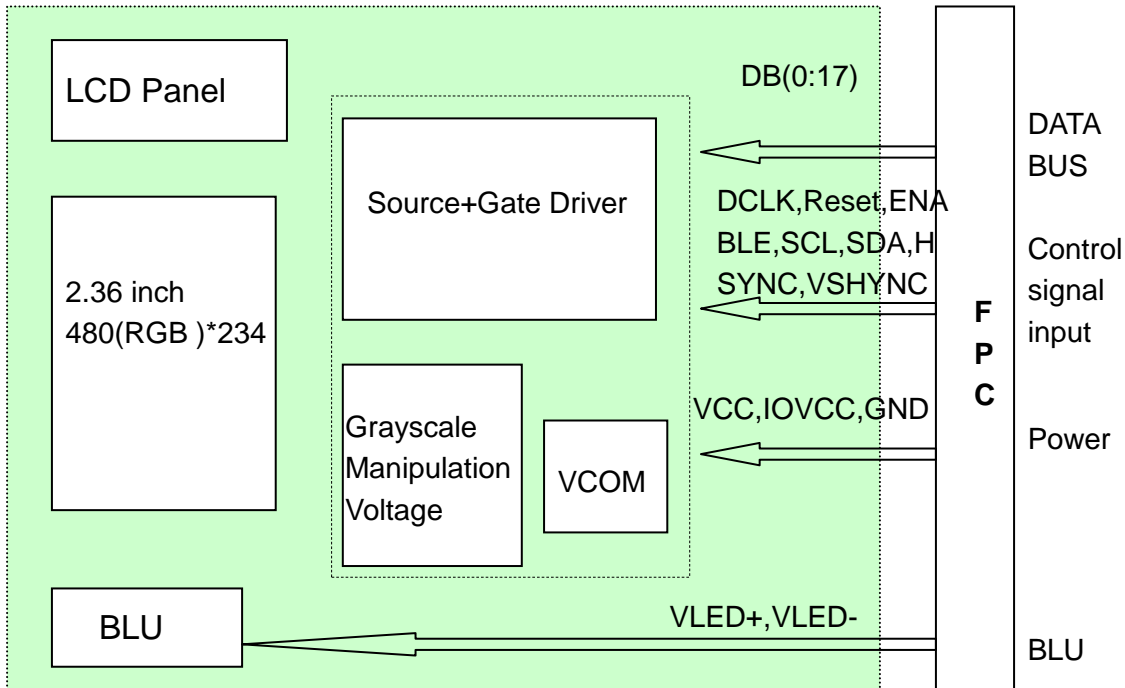 LCD Panel
DB(0:17)
DATA
BUS
Source+Gate Driver
DCLK,Reset,ENA
BLE,SCL,SDA,H
SYNC,VSHYNC
Control
signal
input
2.36 inch
480(RGB )*234
F
P
C
Grayscale
Manipulation
Voltage
VCOM
VCC,IOVCC,GND
Power
BLU
VLED+,VLED-
BLU